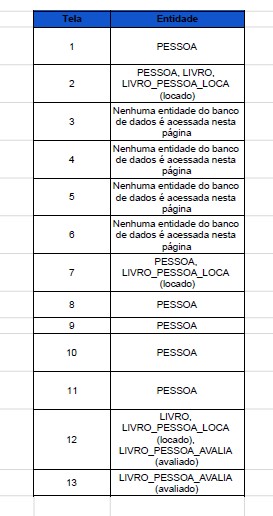 Tela Entidade
1 PESSOA
2 PESSOA, LIVRO,
LIVRO_PESSOA_LOCA
(locado)
3 Nenhuma entidade do banco
de dados é acessada nesta
página
4 Nenhuma entidade do banco
de dados é acessada nesta
página
5 Nenhuma entidade do banco
de dados é acessada nesta
página
6 Nenhuma entidade do banco
de dados é acessada nesta
página
7 PESSOA,
LIVRO_PESSOA_LOCA
(locado)
8 PESSOA
9 PESSOA
10 PESSOA
11 PESSOA
12 LIVRO,
LIVRO_PESSOA_LOCA
(locado),
LIVRO_PESSOA_AVALIA
(avaliado)
13 LIVRO_PESSOA_AVALIA
(avaliado)